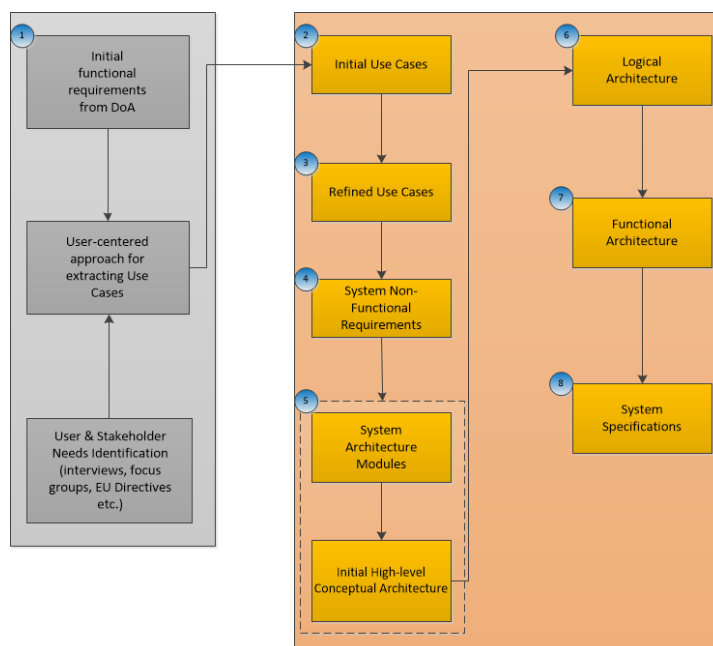 1
Initial
functional
requirements
from DoA
User-centered
approach for
extracting Use
Cases
User & Stakeholder
Needs Identification
(interviews, focus
groups, EU Directives
etc.)
2
Initial Use Cases
3
Refined Use Cases
4
System Non-
Functional
Requirements
5
System
Architecture
Modules
Initial High-level
Conceptual Architecture
6
Logical
Architecture
7
Functional
Architecture
8
System
Specifications